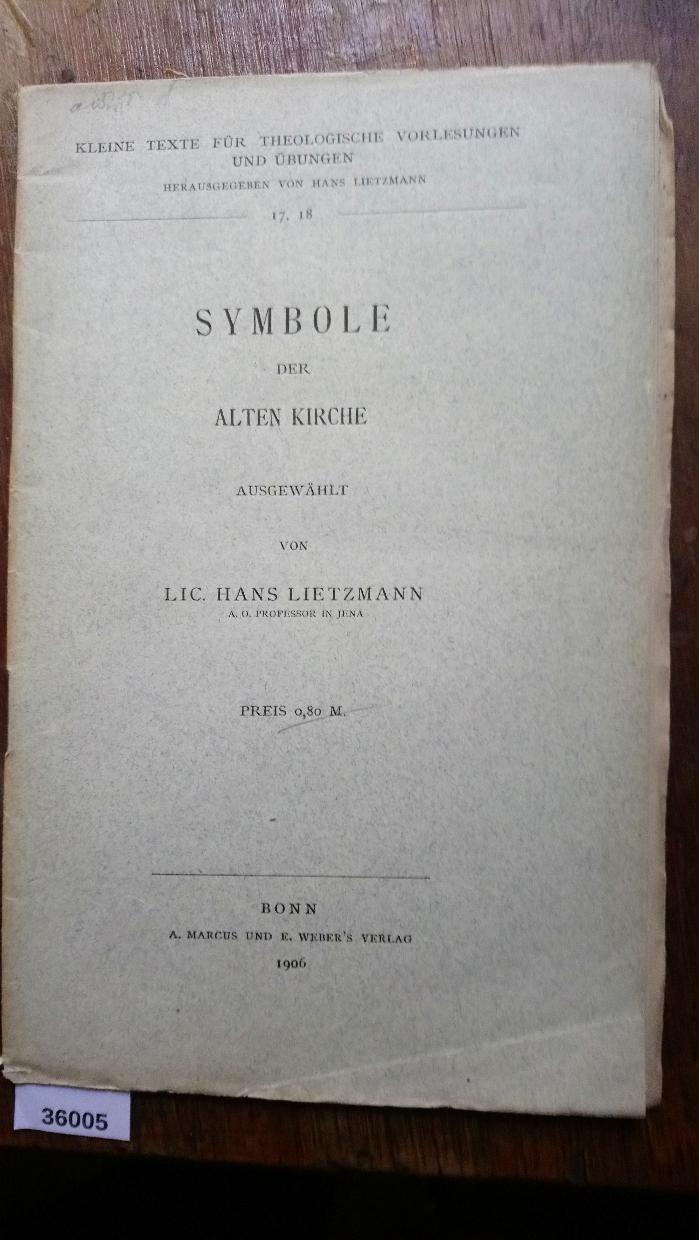 KLEINE TEXTE FÜR THEOLOGISCHE VORLESUNGEN
UND ÜBUNGEN
HERAUSGEGEBEN VON HANS LIETZMANN
17, 18
SYMBOLE
DER
ALTEN KIRCHE
AUSGEWÄHLT
VON
LIC. HANS LIETZMANN
A. O. PROFESSOR IN JENA
PREIS 0,80 M.
BONN
A. MARCUS UND E. WEBER'S VERLAG
1906
36005